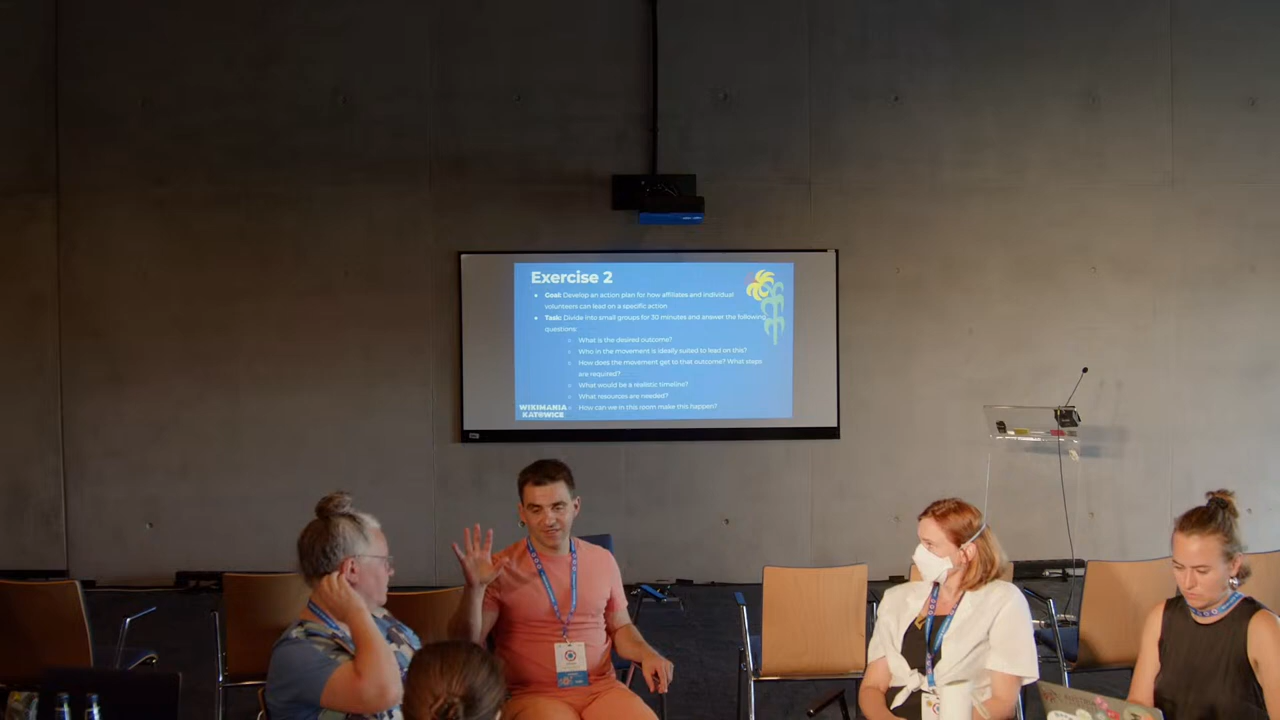 Exercise 2
Goal: Develop an action plan for how affiliates and individual
volunteers can lead on a specific action
Task: Divide into small groups for 30 minutes and answer the following
questions:
What is the desired outcome?
Who in the movement is ideally suited to lead on this?
How does the movement get to that outcome? What steps
are required?
What would be a realistic timeline?
What resources are needed?
How can we in this room make this happen?
WIKIMANIA
KATOWICE